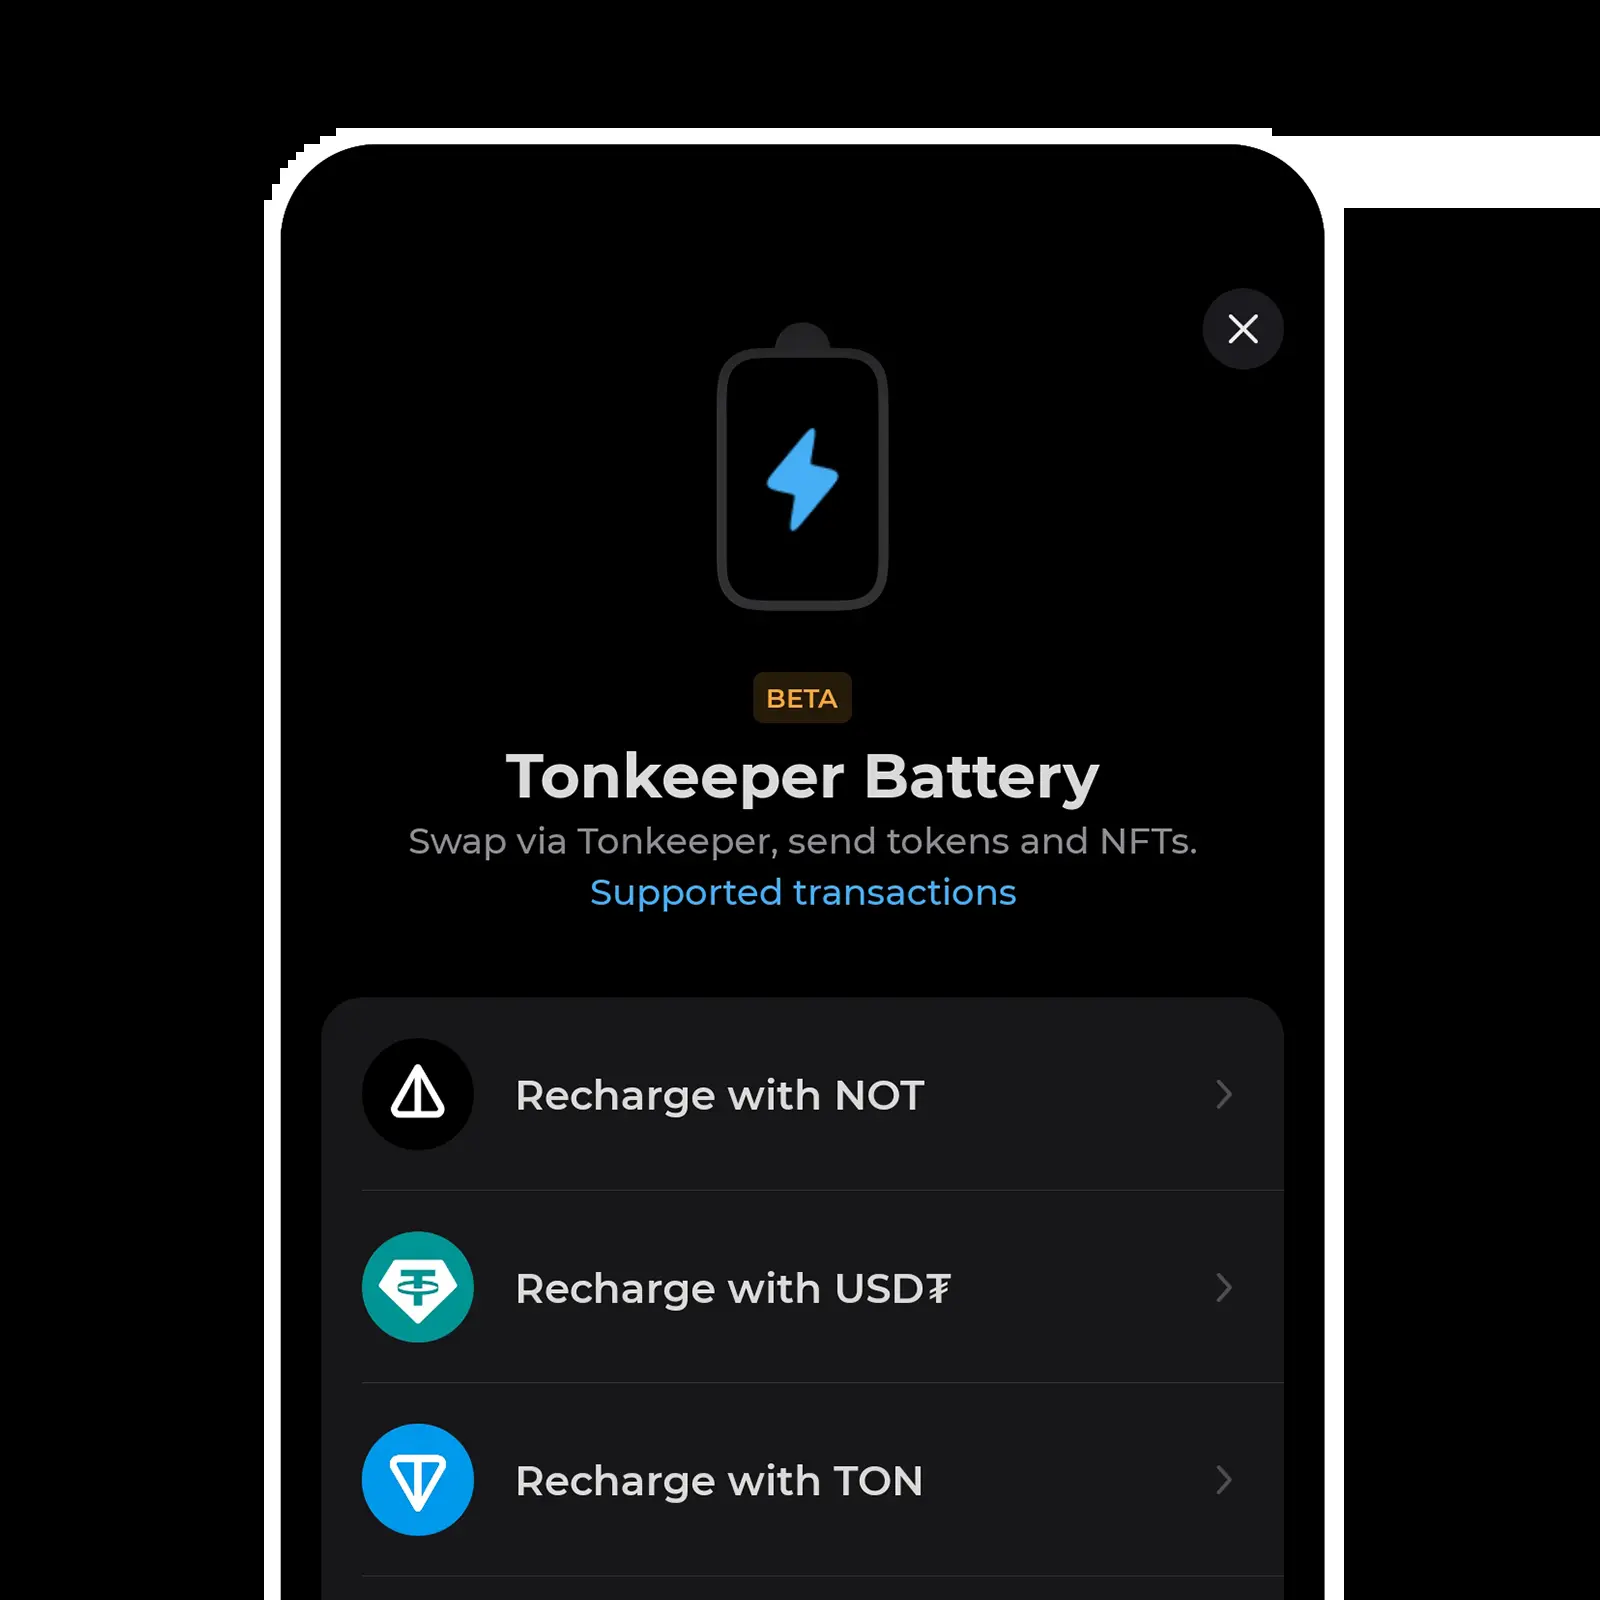 BETA
Tonkeeper Battery
Swap via Tonkeeper, send tokens and NFTs.
Supported transactions
Recharge with NOT
Recharge with USD₮
Recharge with TON